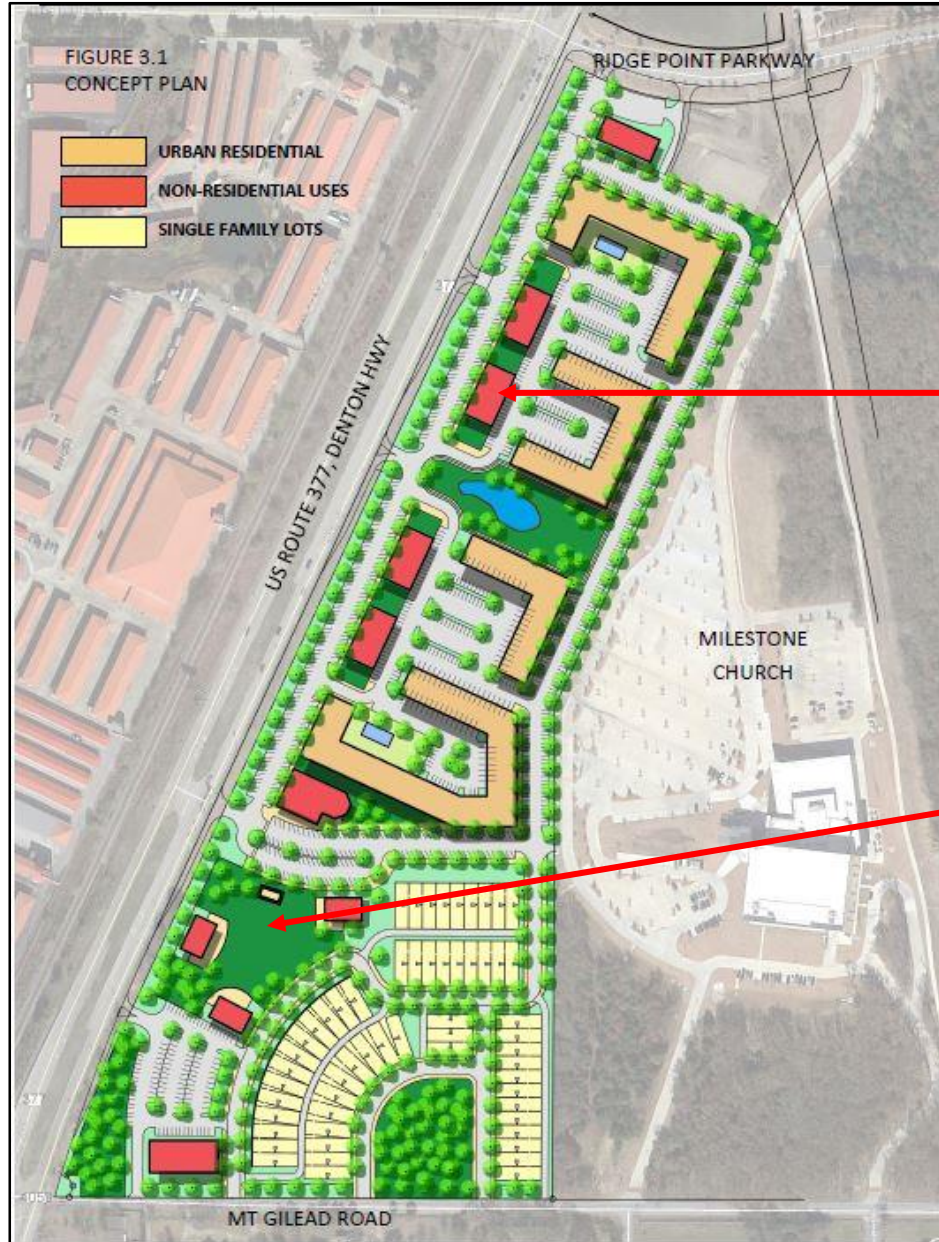 FIGURE 3.1
CONCEPT PLAN
URBAN RESIDENTIAL
NON-RESIDENTIAL USES
SINGLE FAMILY LOTS
RIDGE POINT PARKWAY
US ROUTE 377, DENTON HWY
MILESTONE
CHURCH
MT GILEAD ROAD